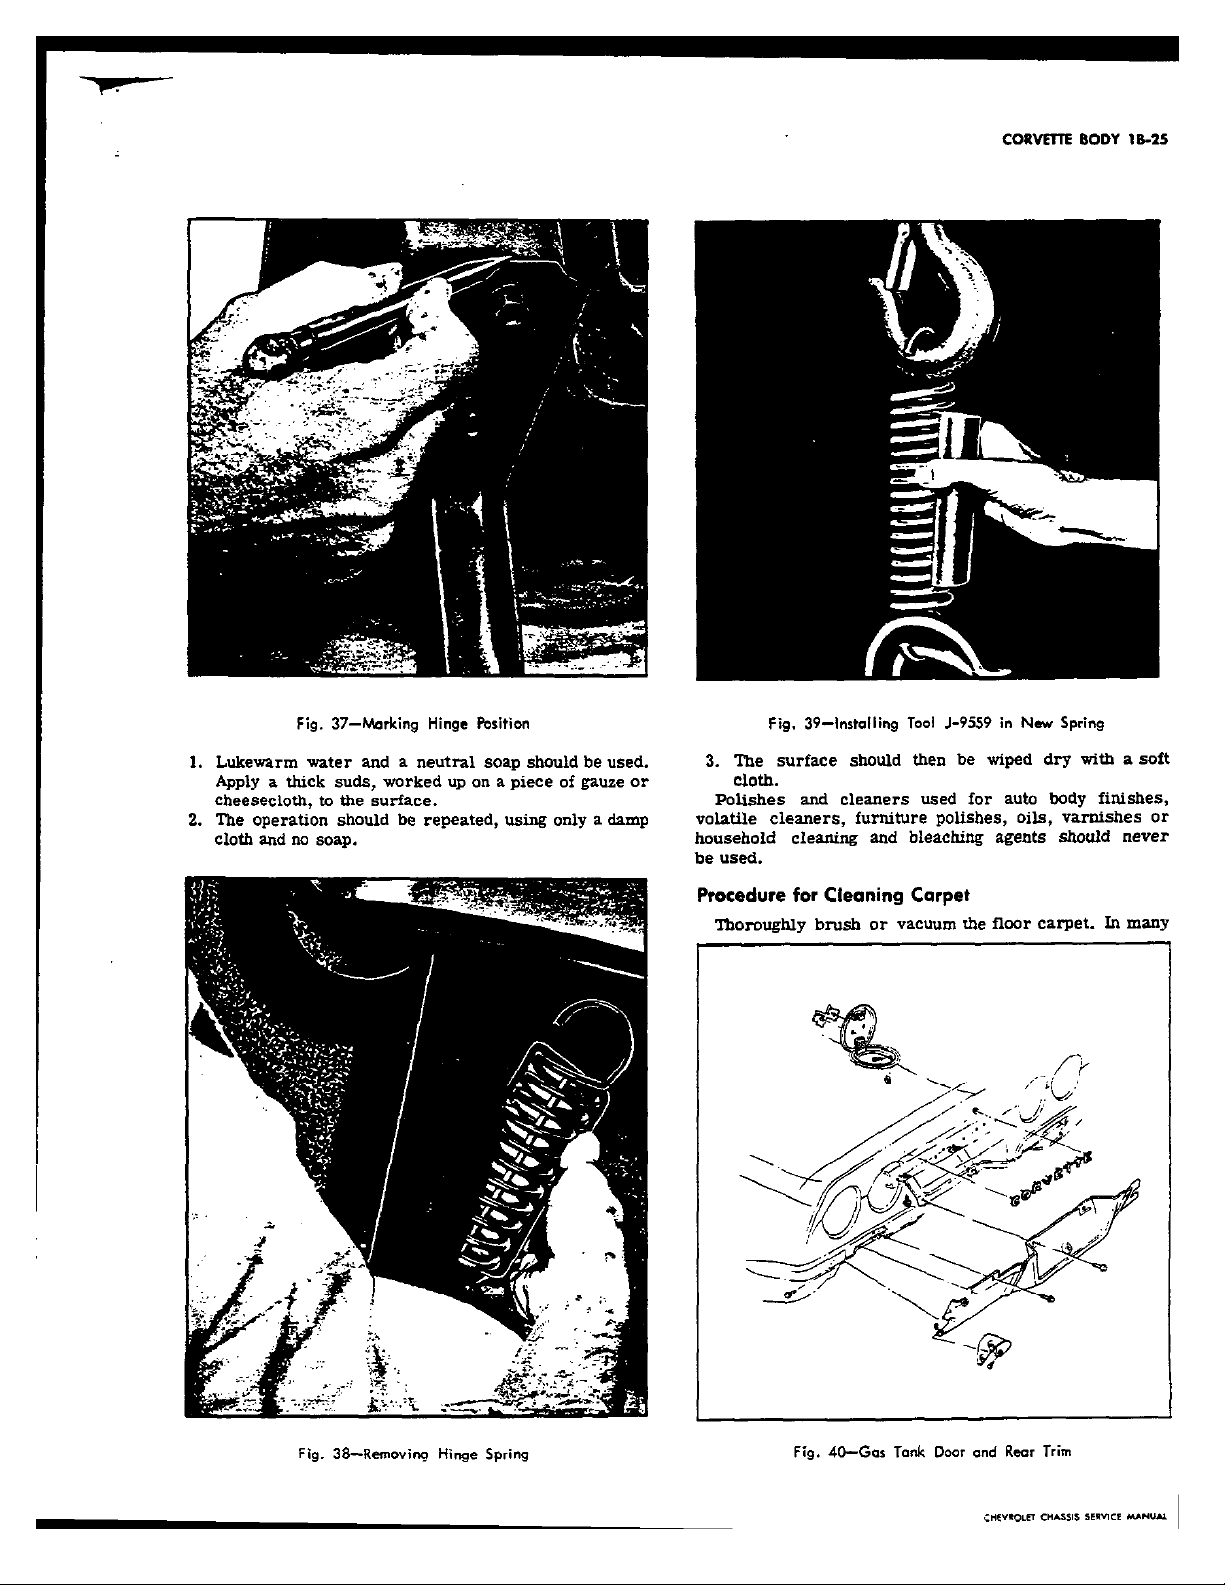 CORVETTE BODY 1B-25
Fig. 37—Marking Hinge Position
1. Lukewarm water and a neutral soap should be used.
Apply a thick suds, worked up on a piece of gauze or
cheesecloth, to the surface.
2. The operation should be repeated, using only a damp
cloth and no soap.
Fig. 38—Removing Hinge Spring
Fig. 39—Installing Tool J-9559 in New Spring
3. The surface should then be wiped dry with a soft
cloth.
Polishes and cleaners used for auto body finishes,
volatile cleaners, furniture polishes, oils, varnishes or
household cleaning and bleaching agents should never
be used.
Procedure for Cleaning Carpet
Thoroughly brush or vacuum the floor carpet. In many
CORVETTE
Fig. 40—Gas Tank Door and Rear Trim
CHEVROLET CHASSIS SERVICE MANUAL